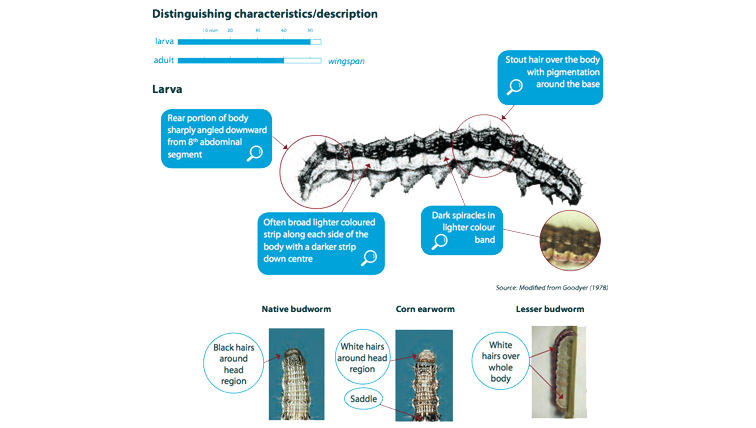 Distinguishing characteristics/description
10 mm 20 30 40 50
larva
adult
wingspan
Larva
Stout hair over the body
with pigmentation
around the base
Rear portion of body
sharply angled downward
from 8th abdominal
segment
Often broad lighter coloured
strip along each side of the
body with a darker strip
down centre
Dark spiracles in
lighter colour
band
Source: Modified from Goodyer (1978)
Native budworm
Corn earworm
Lesser budworm
Black hairs
around
head
region
White hairs
around head
region
Saddle
White
hairs over
whole
body